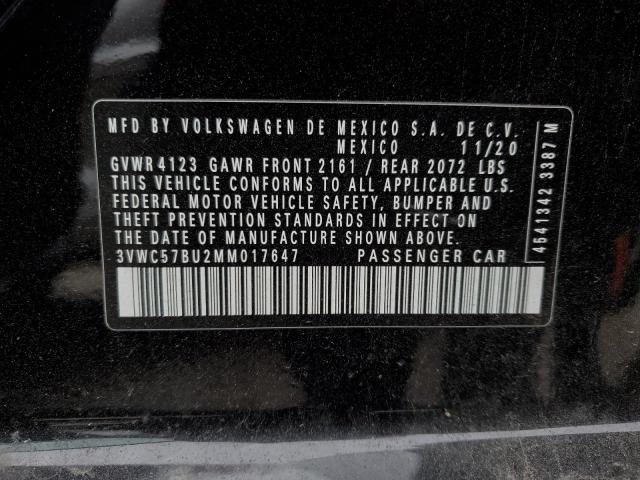 MFD BY VOLKSWAGEN DE MEXICO S.A. DE C.V.
MEXICO 11/20
GVWR 4123 GAWR FRONT 2161 / REAR 2072 LBS
THIS VEHICLE CONFORMS TO ALL APPLICABLE U.S.
FEDERAL MOTOR VEHICLE SAFETY, BUMPER AND
THEFT PREVENTION STANDARDS IN EFFECT ON
THE DATE OF MANUFACTURE SHOWN ABOVE.
3VWC57BU2MM017647 PASSENGER CAR
4541342 3387 M